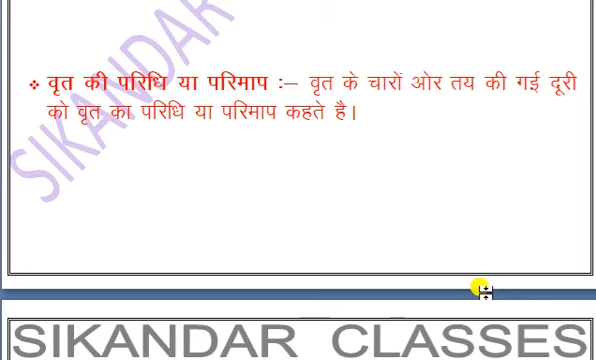 SIKANDAR
❖ वृत की परिधि या परिमाप :– वृत के चारों ओर तय की गई दूरी
को वृत का परिधि या परिमाप कहते है।
SIKANDAR CLASSES